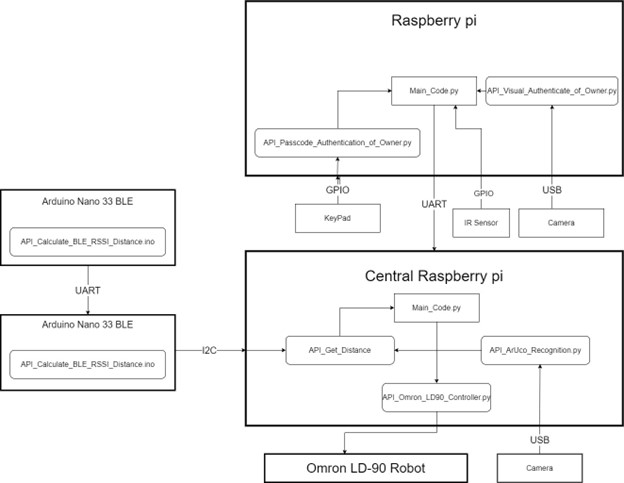 Raspberry pi
Main_Code.py
API_Visual_Authenticate_of_Owner.py
API_Passcode_Authentication_of_Owner.py
GPIO
UART
GPIO
USB
KeyPad
IR Sensor
Camera
Arduino Nano 33 BLE
API_Calculate_BLE_RSSI_Distance.ino
UART
Arduino Nano 33 BLE
API_Calculate_BLE_RSSI_Distance.ino
I2C
Central Raspberry pi
Main_Code.py
API_Get_Distance
API_ArUco_Recognition.py
API_Omron_LD90_Controller.py
USB
Omron LD-90 Robot
Camera